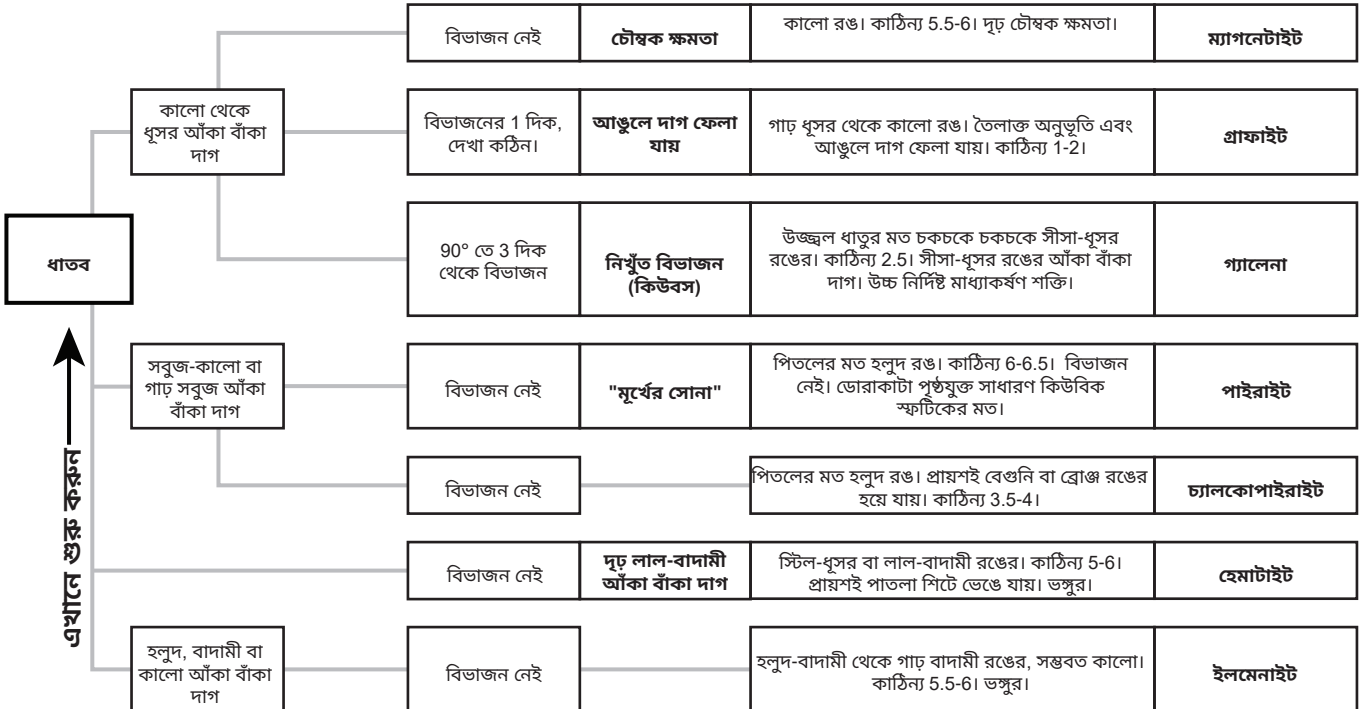 বিভাজন নেই
চৌম্বক ক্ষমতা
কালো রঙ। কাঠিন্য 5.5-6। দৃঢ় চৌম্বক ক্ষমতা।
ম্যাগনেটাইট
কালো থেকে
ধূসর আঁকা বাঁকা
দাগ
বিভাজনের 1 দিক,
দেখা কঠিন।
আঙুলে দাগ ফেলা
যায়
গাঢ় ধূসর থেকে কালো রঙ। তৈলাক্ত অনুভূতি এবং
আঙুলে দাগ ফেলা যায়। কাঠিন্য 1-2।
গ্রাফাইট
ধাতব
90° তে 3 দিক
থেকে বিভাজন
নিখুঁত বিভাজন
(কিউবস)
উজ্জ্বল ধাতুর মত চকচকে চকচকে সীসা-ধূসর
রঙের। কাঠিন্য 2.5। সীসা-ধূসর রঙের আঁকা বাঁকা
দাগ। উচ্চ নির্দিষ্ট মাধ্যাকর্ষণ শক্তি।
গ্যালেনা
সবুজ-কালো বা
গাঢ় সবুজ আঁকা
বাঁকা দাগ
বিভাজন নেই
"মূর্খের সোনা"
পিতলের মত হলুদ রঙ। কাঠিন্য 6-6.5। বিভাজন
নেই। ডোরাকাটা পৃষ্ঠযুক্ত সাধারণ কিউবিক
স্ফটিকের মত।
পাইরাইট
বিভাজন নেই
পিতলের মত হলুদ রঙ। প্রায়শই বেগুনি বা ব্রোঞ্জ রঙের
হয়ে যায়। কাঠিন্য 3.5-4।
চ্যালকোপাইরাইট
এখানে শুরু করুন
বিভাজন নেই
দৃঢ় লাল-বাদামী
আঁকা বাঁকা দাগ
স্টিল-ধূসর বা লাল-বাদামী রঙের। কাঠিন্য 5-6।
প্রায়শই পাতলা শিটে ভেঙে যায়। ভঙ্গুর।
হেমাটাইট
হলুদ, বাদামী বা
কালো আঁকা বাঁকা
দাগ
বিভাজন নেই
হলুদ-বাদামী থেকে গাঢ় বাদামী রঙের, সম্ভবত কালো।
কাঠিন্য 5.5-6। ভঙ্গুর।
ইলমেনাইট